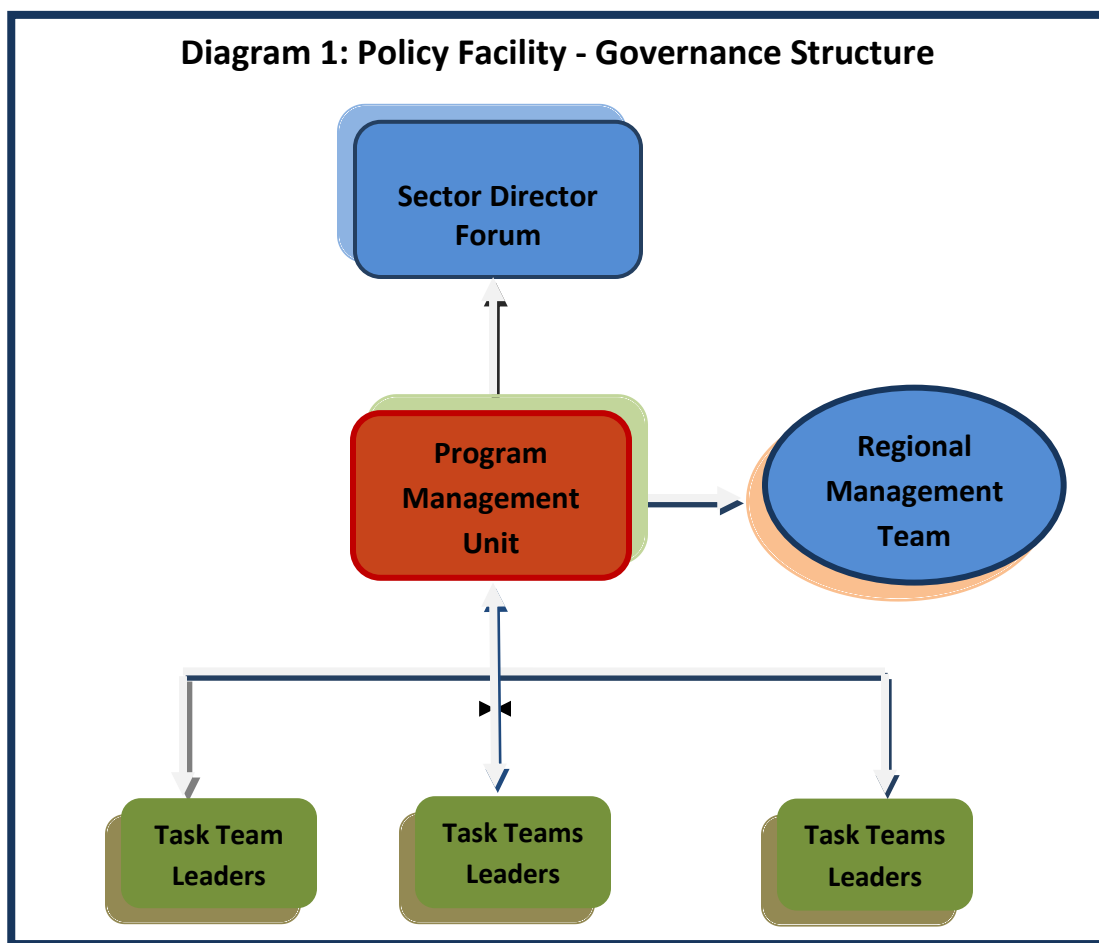 Diagram 1: Policy Facility - Governance Structure
Sector Director
Forum
Program
Management
Unit
Regional
Management
Team
Task Team
Leaders
Task Teams
Leaders
Task Teams
Leaders